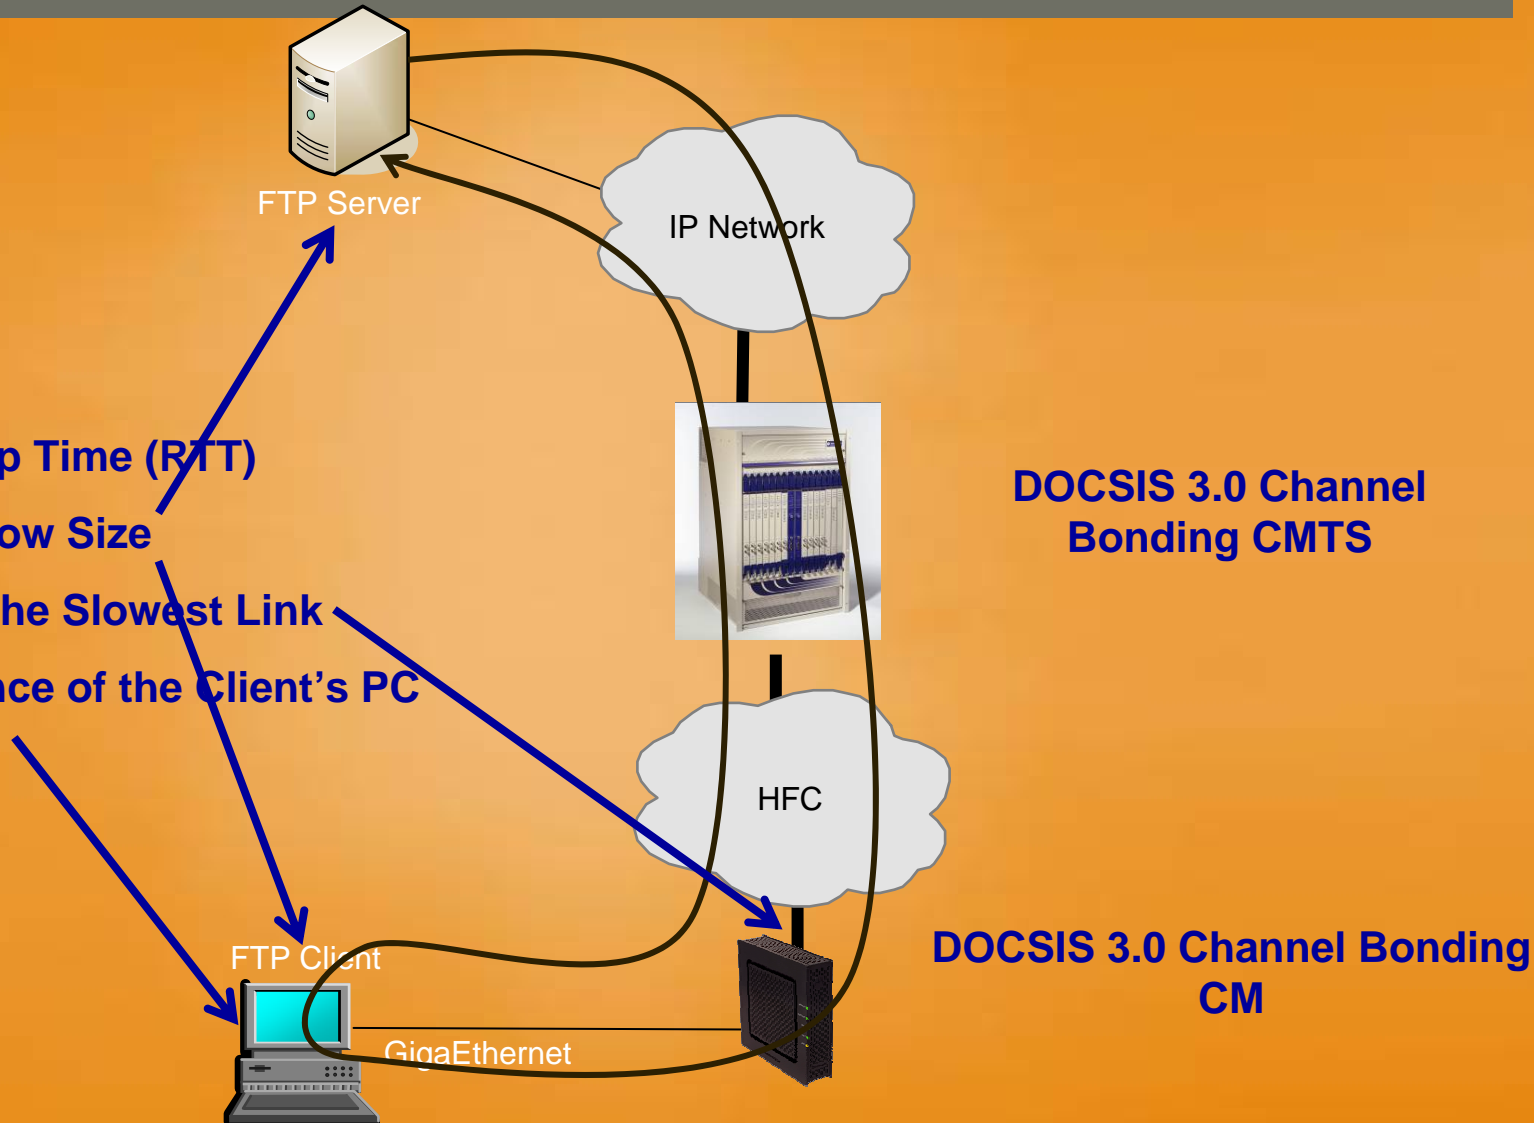 FTP Server
IP Network
p Time (RTT)
ow Size
he Slowest Link
nce of the Client's PC
DOCSIS 3.0 Channel
Bonding CMTS
HFC
FTP Client
GigaEthernet
DOCSIS 3.0 Channel Bonding
CM